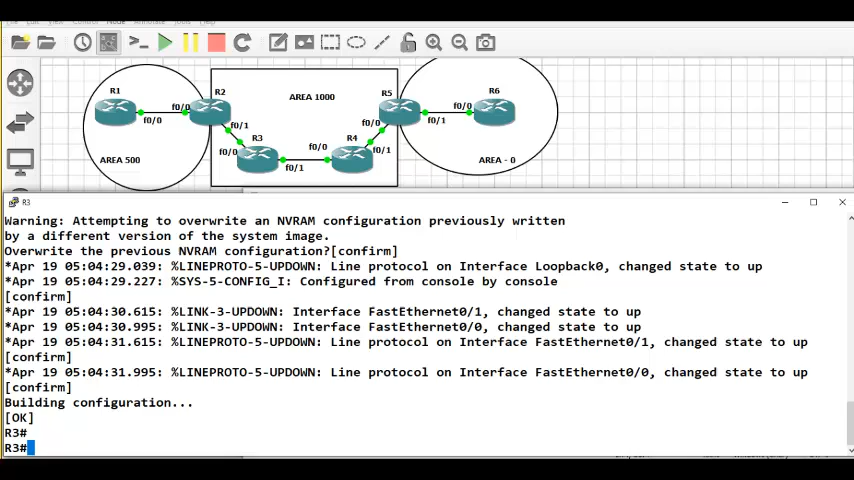 R1
f0/0
f0/0
R2
f0/1
AREA 1000
R3
f0/0
f0/1
f0/0
R4
f0/1
R5
f0/0
f0/1
f0/0
R6
AREA 500
AREA - 0
R3
Warning: Attempting to overwrite an NVRAM configuration previously written
by a different version of the system image.
Overwrite the previous NVRAM configuration?[confirm]
*Apr 19 05:04:29.039: %LINEPROTO-5-UPDOWN: Line protocol on Interface Loopback0, changed state to up
*Apr 19 05:04:29.227: %SYS-5-CONFIG_I: Configured from console by console
[confirm]
*Apr 19 05:04:30.615: %LINK-3-UPDOWN: Interface FastEthernet0/1, changed state to up
*Apr 19 05:04:30.995: %LINK-3-UPDOWN: Interface FastEthernet0/0, changed state to up
*Apr 19 05:04:31.615: %LINEPROTO-5-UPDOWN: Line protocol on Interface FastEthernet0/1, changed state to up
[confirm]
*Apr 19 05:04:31.995: %LINEPROTO-5-UPDOWN: Line protocol on Interface FastEthernet0/0, changed state to up
[confirm]
Building configuration...
[OK]
R3#
R3#